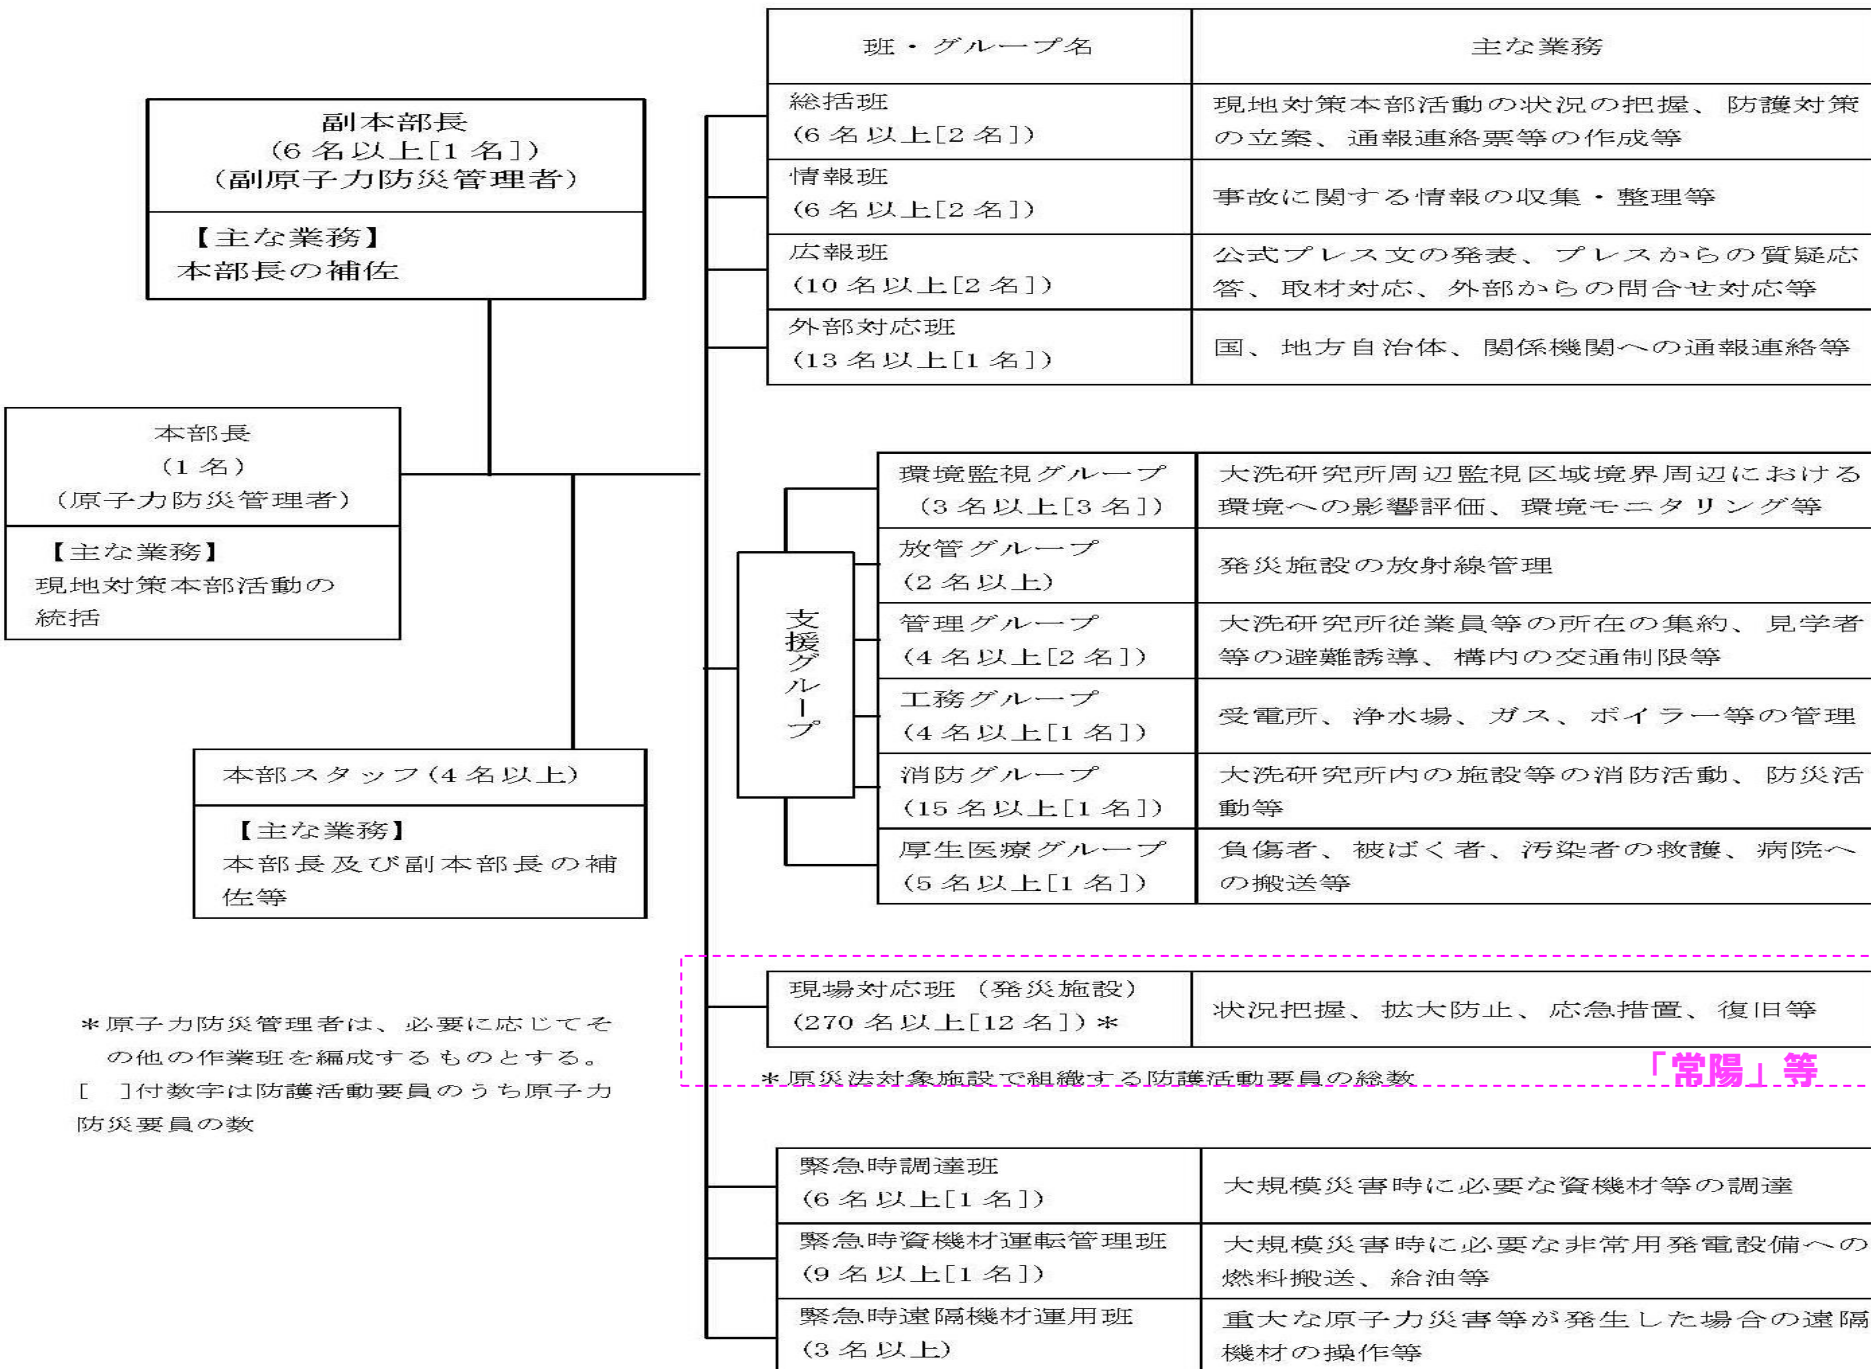 班・グループ名
主な業務
総括班
(6 名以上[2 名])
現地対策本部活動の状況の把握、防護対策
の立案、通報連絡票等の作成等
情報班
(6 名以上[2 名])
事故に関する情報の収集・整理等
広報班
(10 名以上[2 名])
公式プレス文の発表、プレスからの質疑応
答、取材対応、外部からの問合せ対応等
外部対応班
(13 名以上[1 名])
国、地方自治体、関係機関への通報連絡等
副本部長
(6 名以上[1 名])
(副原子力防災管理者)
【主な業務】
本部長の補佐
本部長
(1 名)
(原子力防災管理者)
【主な業務】
現地対策本部活動の
統括
本部スタッフ(4 名以上)
【主な業務】
本部長及び副本部長の補
佐等
支援グループ
環境監視グループ
(3 名以上[3 名])
大洗研究所周辺監視区域境界周辺における
環境への影響評価、環境モニタリング等
放管グループ
(2 名以上)
発災施設の放射線管理
管理グループ
(4 名以上[2 名])
大洗研究所従業員等の所在の集約、見学者
等の避難誘導、構内の交通制限等
工務グループ
(4 名以上[1 名])
受電所、浄水場、ガス、ボイラー等の管理
消防グループ
(15 名以上[1 名])
大洗研究所内の施設等の消防活動、防災活
動等
厚生医療グループ
(5 名以上[1 名])
負傷者、被ばく者、汚染者の救護、病院へ
の搬送等
現場対応班（発災施設）
(270 名以上[12 名])＊
状況把握、拡大防止、応急措置、復旧等
「常陽」等
＊原災法対象施設で組織する防護活動要員の総数
＊原子力防災管理者は、必要に応じてそ
の他の作業班を編成するものとする。
[　]付数字は防護活動要員のうち原子力
防災要員の数
緊急時調達班
(6 名以上[1 名])
大規模災害時に必要な資機材等の調達
緊急時資機材運転管理班
(9 名以上[1 名])
大規模災害時に必要な非常用発電設備への
燃料搬送、給油等
緊急時遠隔機材運用班
(3 名以上)
重大な原子力災害等が発生した場合の遠隔
機材の操作等